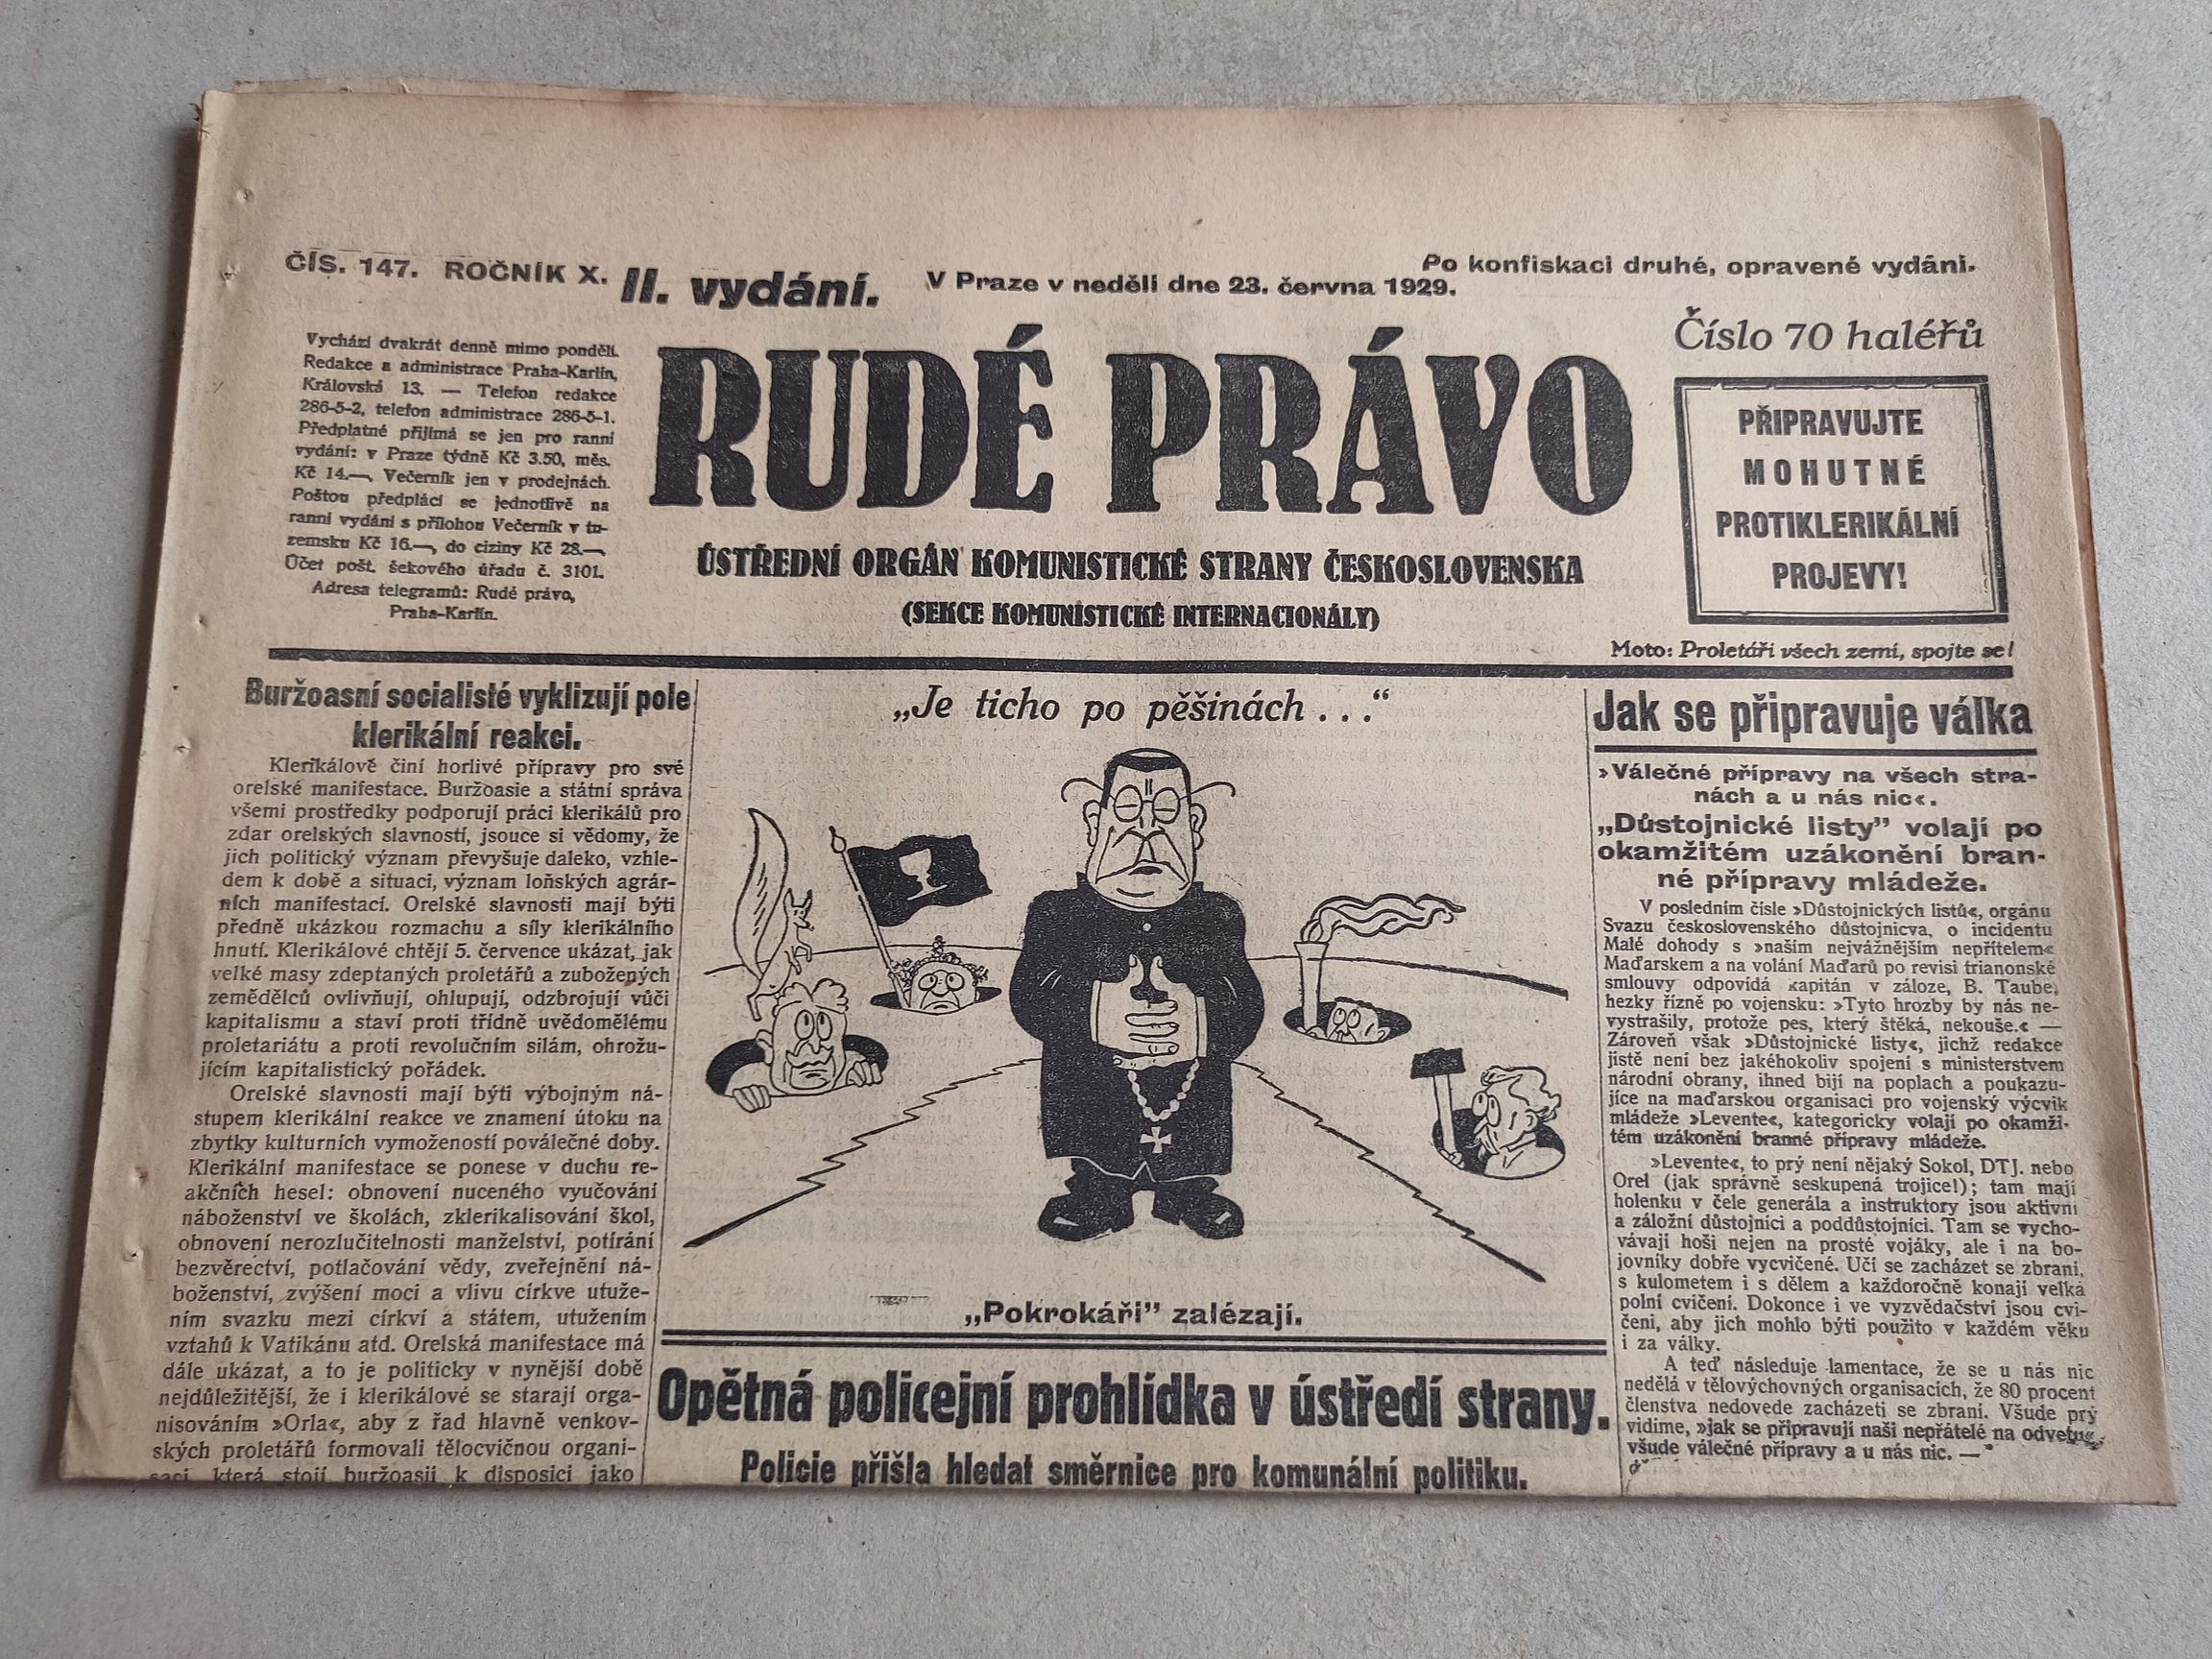 ČÍS. 147. ROČNÍK X. II. vydání. V Praze v neděli dne 23. června 1929. Po konfiskaci druhé, opravené vydání.
Vychází dvakrát denně mimo pondělí.
Redakce a administrace Praha-Karlín,
Královská 13. — Telefon redakce
286-5-2, telefon administrace 286-5-1.
Předplatné přijímá se jen pro ranní
vydání: v Praze týdně Kč 3.50, měs.
Kč 14.—, Večerník jen v prodejnách.
Poštou předplácí se jednotlivě na
ranní vydání s přílohou Večerník v tu-
zemsku Kč 16.—, do ciziny Kč 28.—.
Účet pošt. šekového úřadu č. 3101.
Adresa telegramů: Rudé právo,
Praha-Karlín.
RUDÉ PRÁVO
ÚSTŘEDNÍ ORGÁN KOMUNISTICKÉ STRANY ČESKOSLOVENSKA
(SEKCE KOMUNISTICKÉ INTERNACIONÁLY)
Číslo 70 haléřů
PŘIPRAVUJTE
MOHUTNÉ
PROTIKLERIKÁLNÍ
PROJEVY!
Moto: Proletáři všech zemí, spojte se!
Buržoasní socialisté vyklizují pole
klerikální reakci.
Klerikálové činí horlivé přípravy pro své
orelské manifestace. Buržoasie a státní správa
všemi prostředky podporují práci klerikálů pro
zdar orelských slavností, jsouce si vědomy, že
jich politický význam převyšuje daleko, vzhle-
dem k době a situaci, význam loňských agrár-
ních manifestací. Orelské slavnosti mají býti
předně ukázkou rozmachu a síly klerikálního
hnutí. Klerikálové chtějí 5. července ukázat, jak
velké masy zdeptaných proletářů a zubožených
zemědělců ovlivňují, ohlupují, odzbrojují vůči
kapitalismu a staví proti třídně uvědomělému
proletariátu a proti revolučním silám, ohrožu-
jícím kapitalistický pořádek.
Orelské slavnosti mají býti výbojným ná-
stupem klerikální reakce ve znamení útoku na
zbytky kulturních vymožeností poválečné doby.
Klerikální manifestace se ponese v duchu re-
akčních hesel: obnovení nuceného vyučování
náboženství ve školách, zklerikalisování škol,
obnovení nerozlučitelnosti manželství, potírání
bezvěrectví, potlačování vědy, zveřejnění ná-
boženství, zvýšení moci a vlivu církve utuže-
ním svazku mezi církví a státem, utužením
vztahů k Vatikánu atd. Orelská manifestace má
dále ukázat, a to je politicky v nynější době
nejdůležitější, že i klerikálové se starají orga-
nisováním »Orla«, aby z řad hlavně venkov-
ských proletářů formovali tělocvičnou organi-
saci, která stojí buržoasii k disposici jako
„Je ticho po pěšinách . . .“
„Pokrokáři” zalézají.
Opětná policejní prohlídka v ústředí strany.
Policie přišla hledat směrnice pro komunální politiku.
Jak se připravuje válka
»Válečné přípravy na všech stra-
nách a u nás nic«.
„Důstojnické listy” volají po
okamžitém uzákonění bran-
né přípravy mládeže.
V posledním čísle »Důstojnických listů«, orgánu
Svazu československého důstojnicva, o incidentu
Malé dohody s »naším nejvážnějším nepřítelem«
Maďarskem a na volání Maďarů po revisi trianonské
smlouvy odpovídá kapitán v záloze, B. Taube,
hezky řízně po vojensku: »Tyto hrozby by nás ne-
vystrašily, protože pes, který štěká, nekouše.« —
Zároveň však »Důstojnické listy«, jichž redakce
jistě není bez jakéhokoliv spojení s ministerstvem
národní obrany, ihned bijí na poplach a poukazu-
jíce na maďarskou organisaci pro vojenský výcvik
mládeže »Levente«, kategoricky volají po okamži-
tém uzákonění branné přípravy mládeže.
»Levente«, to prý není nějaký Sokol, DTJ. nebo
Orel (jak správně seskupená trojice!); tam mají
holenku v čele generála a instruktory jsou aktivní
a záložní důstojníci a poddůstojníci. Tam se vycho-
vávají hoši nejen na prosté vojáky, ale i na bo-
jovníky dobře vycvičené. Učí se zacházet se zbraní,
s kulometem i s dělem a každoročně konají velká
polní cvičení. Dokonce i ve vyzvědačství jsou cvi-
čeni, aby jich mohlo býti použito v každém věku
i za války.
A teď následuje lamentace, že se u nás nic
nedělá v tělovýchovných organisacích, že 80 procent
členstva nedovede zacházeti se zbraní. Všude prý
vidíme, »jak se připravují naši nepřátelé na odvetu«,
všude válečné přípravy a u nás nic. —